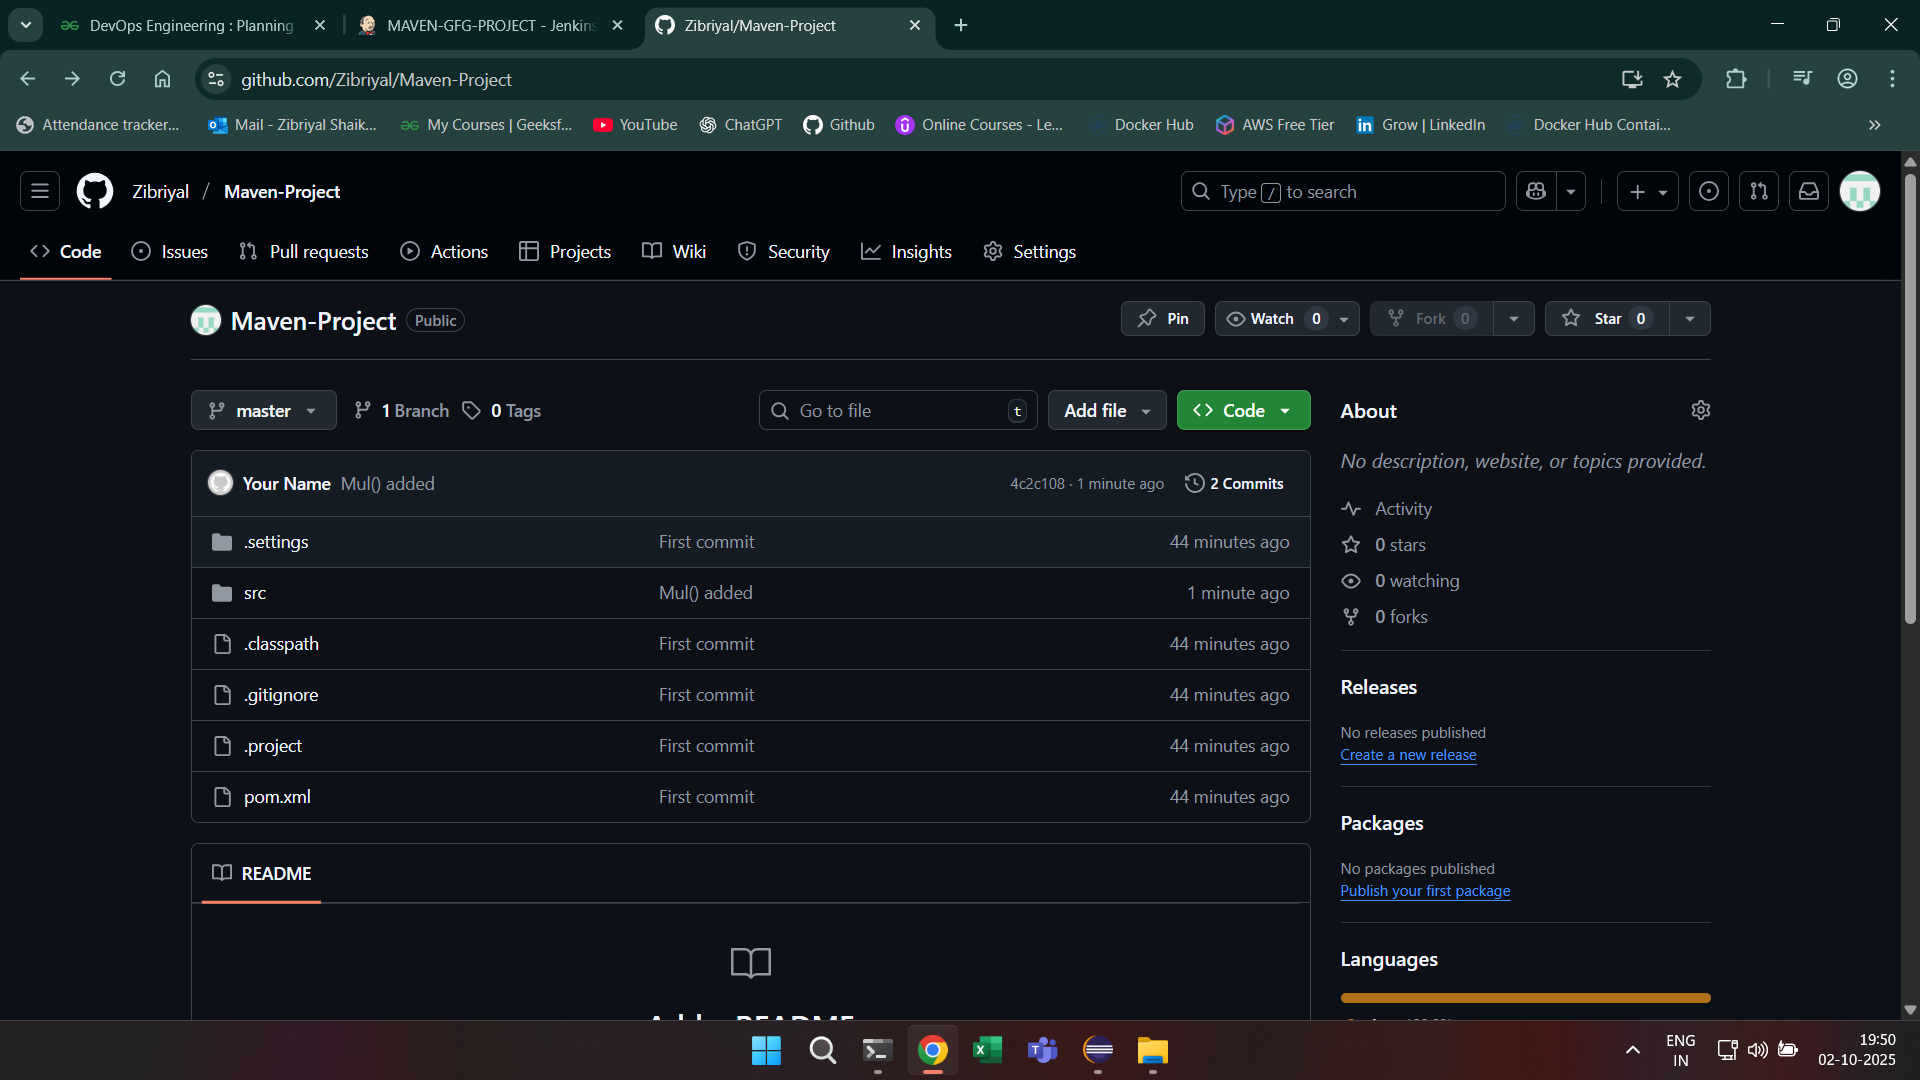 DevOps Engineering : Planning
MAVEN-GFG-PROJECT - Jenkins
Zibriyal/Maven-Project
github.com/Zibriyal/Maven-Project
Attendance tracker...
Mail - Zibriyal Shaik...
My Courses | Geeksf...
YouTube
ChatGPT
Github
Online Courses - Le...
Docker Hub
AWS Free Tier
Grow | LinkedIn
Docker Hub Contai...
Zibriyal / Maven-Project
Type / to search
Code
Issues
Pull requests
Actions
Projects
Wiki
Security
Insights
Settings
Maven-Project Public
Pin
Watch 0
Fork 0
Star 0
master
1 Branch
0 Tags
Go to file t
Add file
Code
About
No description, website, or topics provided.
Your Name Mul() added 4c2c108 · 1 minute ago 2 Commits
.settings First commit 44 minutes ago
src Mul() added 1 minute ago
.classpath First commit 44 minutes ago
.gitignore First commit 44 minutes ago
.project First commit 44 minutes ago
pom.xml First commit 44 minutes ago
Activity
0 stars
0 watching
0 forks
Releases
No releases published
Create a new release
Packages
No packages published
Publish your first package
Languages
README
ENG
IN
19:50
02-10-2025